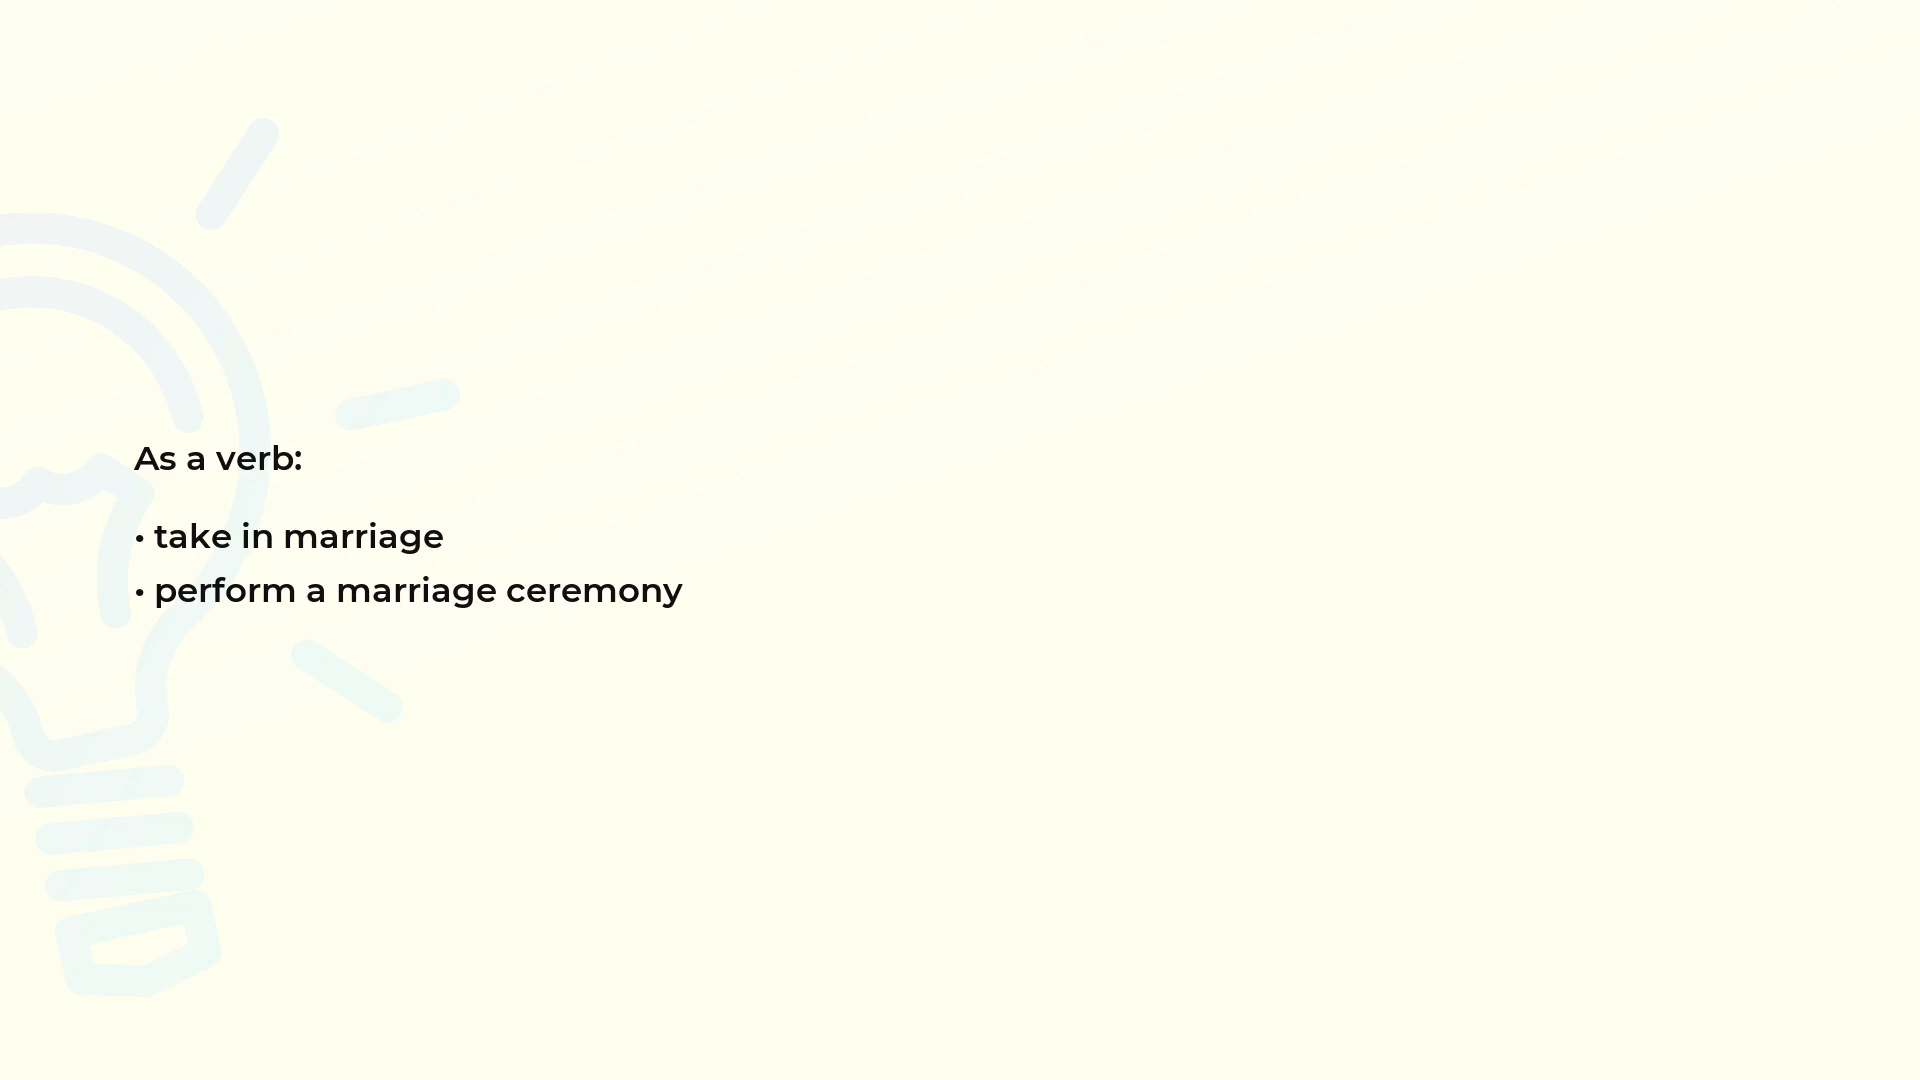 As a verb:
• take in marriage
• perform a marriage ceremony